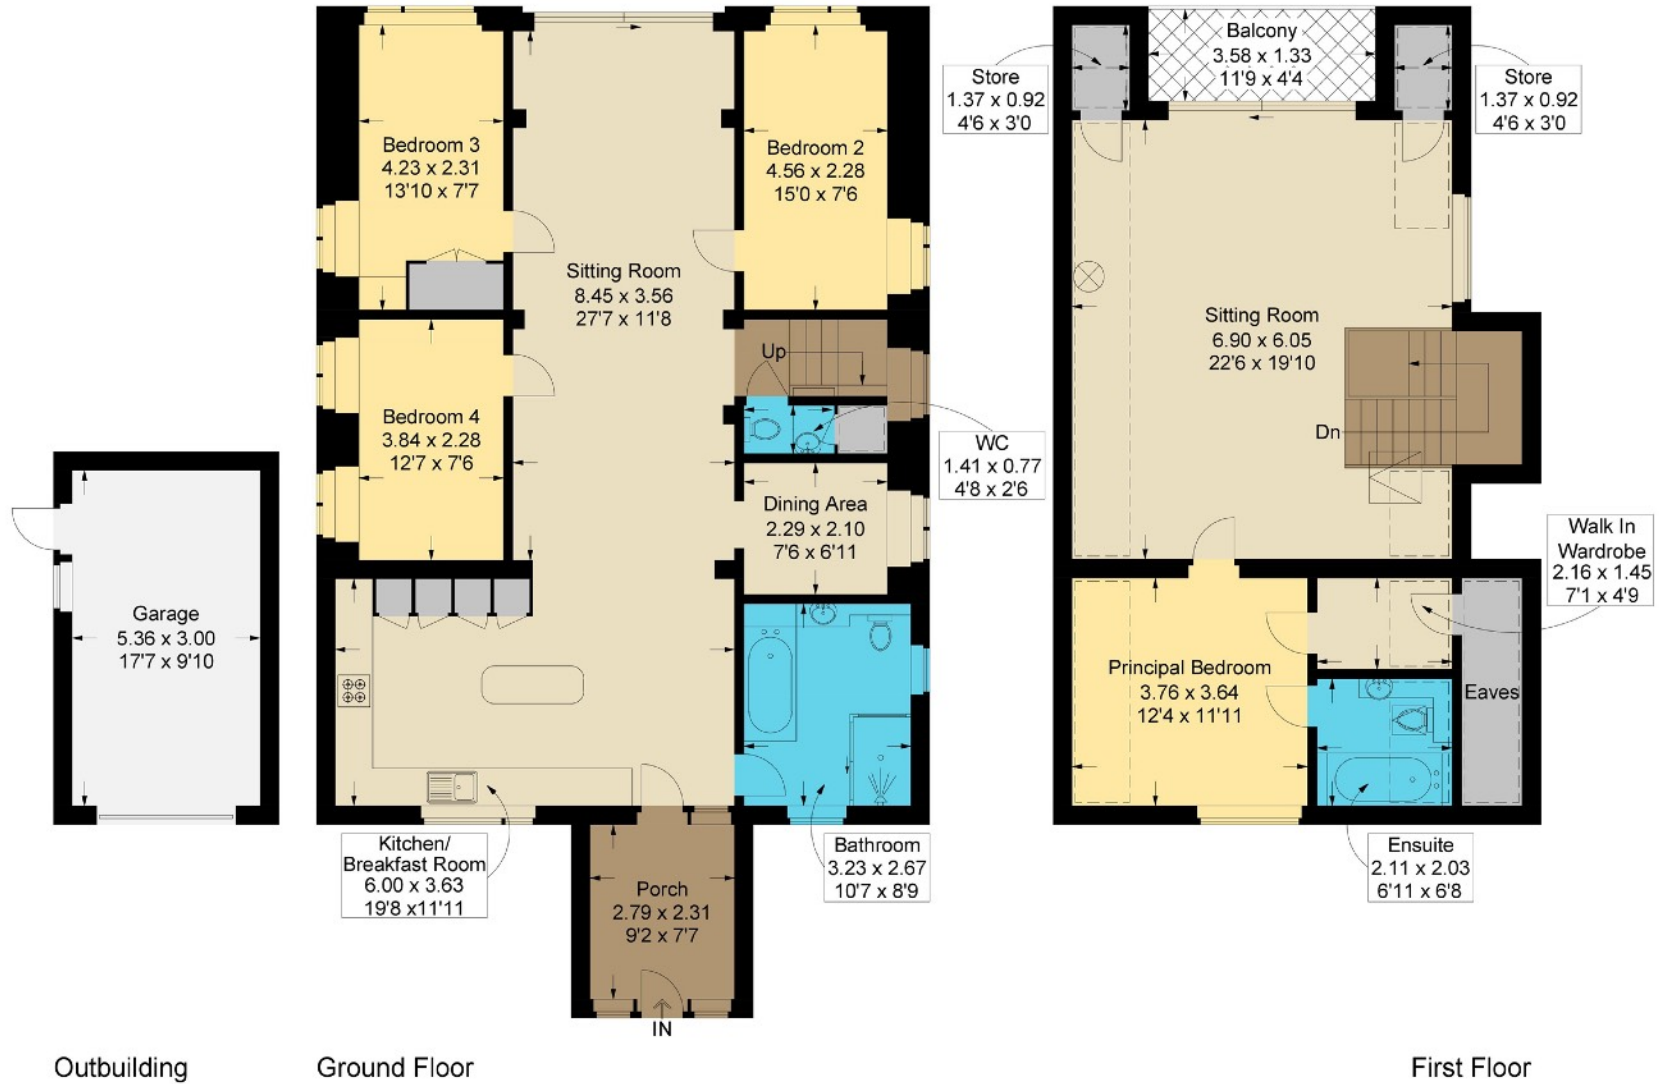 Bedroom 3
4.23 x 2.31
13'10 x 7'7
Bedroom 2
4.56 x 2.28
15'0 x 7'6
Sitting Room
8.45 x 3.56
27'7 x 11'8
Bedroom 4
3.84 x 2.28
12'7 x 7'6
Up
WC
1.41 x 0.77
4'8 x 2'6
Dining Area
2.29 x 2.10
7'6 x 6'11
Garage
5.36 x 3.00
17'7 x 9'10
Kitchen/
Breakfast Room
6.00 x 3.63
19'8 x11'11
Bathroom
3.23 x 2.67
10'7 x 8'9
Porch
2.79 x 2.31
9'2 x 7'7
IN
Balcony
3.58 x 1.33
11'9 x 4'4
Store
1.37 x 0.92
4'6 x 3'0
Store
1.37 x 0.92
4'6 x 3'0
Sitting Room
6.90 x 6.05
22'6 x 19'10
Dn
Walk In
Wardrobe
2.16 x 1.45
7'1 x 4'9
Principal Bedroom
3.76 x 3.64
12'4 x 11'11
Eaves
Ensuite
2.11 x 2.03
6'11 x 6'8
Outbuilding
Ground Floor
First Floor